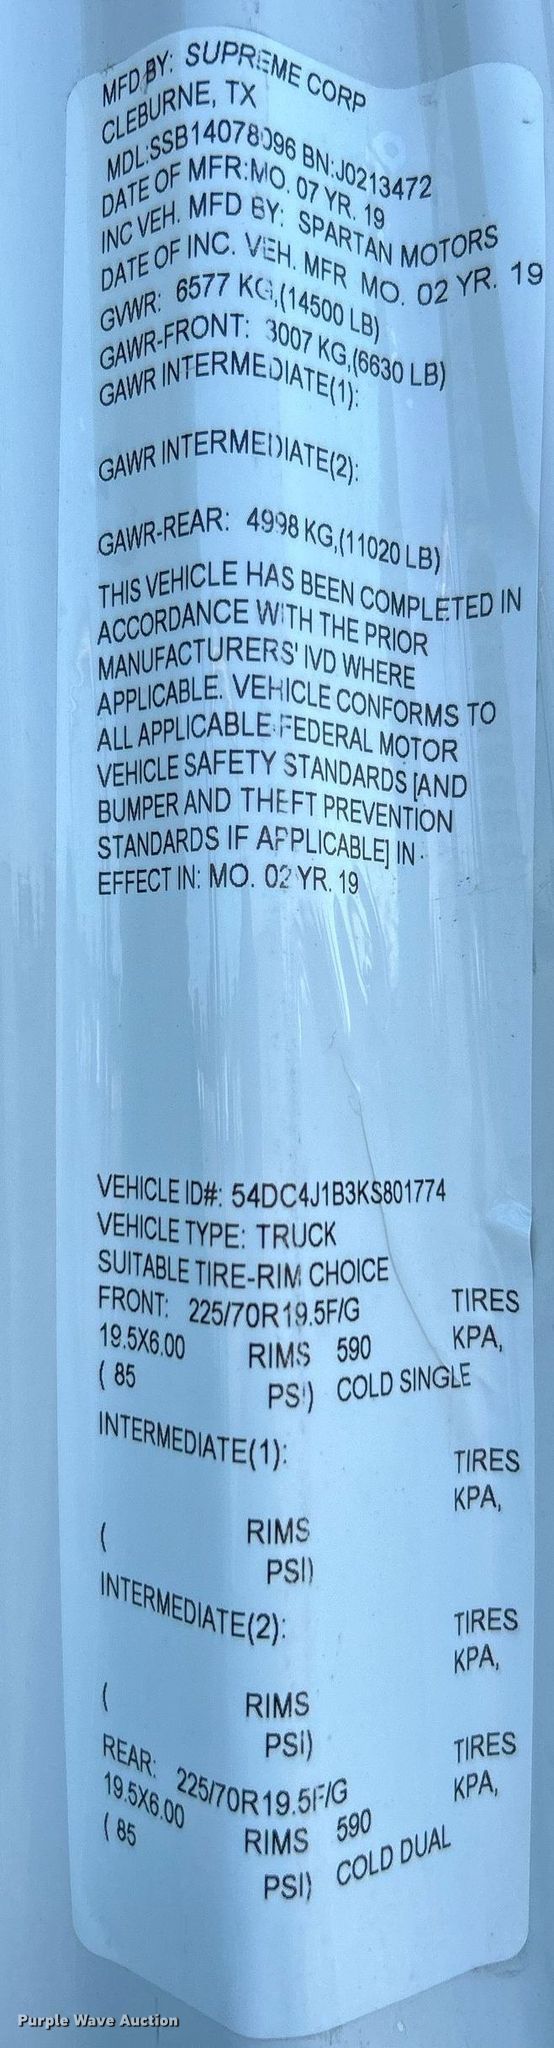 MFD BY: SUPREME CORP
CLEBURNE, TX
MDL:SSB14078096 BN:J0213472
DATE OF MFR:MO. 07 YR. 19
INC VEH. MFD BY: SPARTAN MOTORS
DATE OF INC. VEH. MFR MO. 02 YR. 19
GVWR: 6577 KG,(14500 LB)
GAWR-FRONT: 3007 KG,(6630 LB)
GAWR INTERMEDIATE(1):
GAWR INTERMEDIATE(2):
GAWR-REAR: 4998 KG,(11020 LB)
THIS VEHICLE HAS BEEN COMPLETED IN
ACCORDANCE WITH THE PRIOR
MANUFACTURERS' IVD WHERE
APPLICABLE. VEHICLE CONFORMS TO
ALL APPLICABLE FEDERAL MOTOR
VEHICLE SAFETY STANDARDS [AND
BUMPER AND THEFT PREVENTION
STANDARDS IF APPLICABLE] IN
EFFECT IN: MO. 02 YR. 19
VEHICLE ID#: 54DC4J1B3KS801774
VEHICLE TYPE: TRUCK
SUITABLE TIRE-RIM CHOICE
FRONT: 225/70R19.5F/G TIRES
19.5X6.00 RIMS 590 KPA,
( 85 PSI) COLD SINGLE
INTERMEDIATE(1): TIRES
RIMS KPA,
( PSI)
INTERMEDIATE(2): TIRES
RIMS KPA,
( PSI)
REAR: 225/70R19.5F/G TIRES
19.5X6.00 RIMS 590 KPA,
( 85 PSI) COLD DUAL
Purple Wave Auction